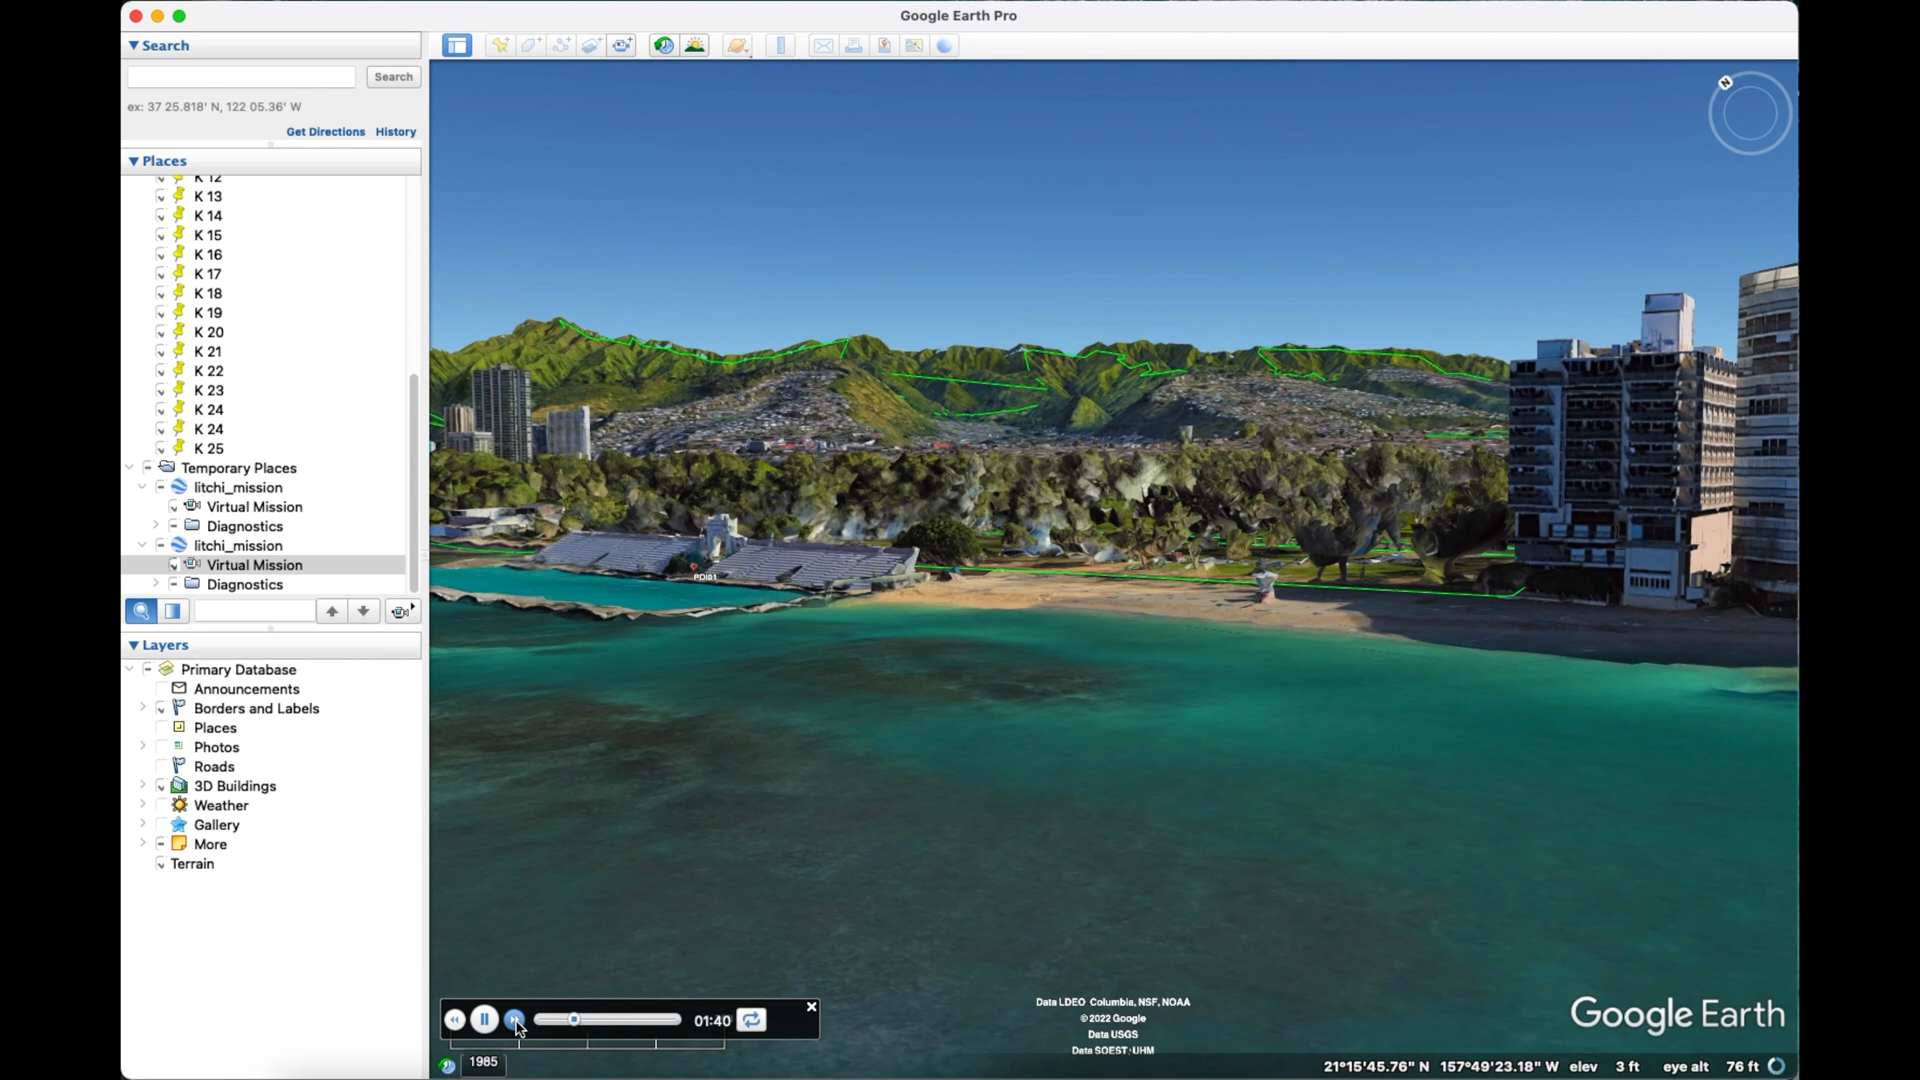 Google Earth Pro
Search
Search
ex: 37 25.818' N, 122 05.36' W
Get Directions History
Places
K 12
K 13
K 14
K 15
K 16
K 17
K 18
K 19
K 20
K 21
K 22
K 23
K 24
K 24
K 25
Temporary Places
litchi_mission
Virtual Mission
Diagnostics
litchi_mission
Virtual Mission
Diagnostics
Layers
Primary Database
Announcements
Borders and Labels
Places
Photos
Roads
3D Buildings
Weather
Gallery
More
Terrain
N
POI01
01:40
1985
Data LDEO Columbia, NSF, NOAA
©2022 Google
Data USGS
Data SOEST/UHM
Google Earth
21°15'45.76" N 157°49'23.18" W elev 3 ft eye alt 76 ft